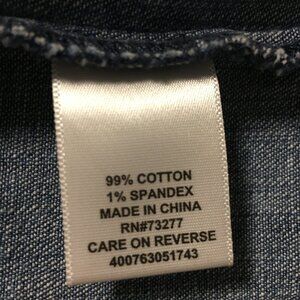 99% COTTON
1% SPANDEX
MADE IN CHINA
RN#73277
CARE ON REVERSE
400763051743